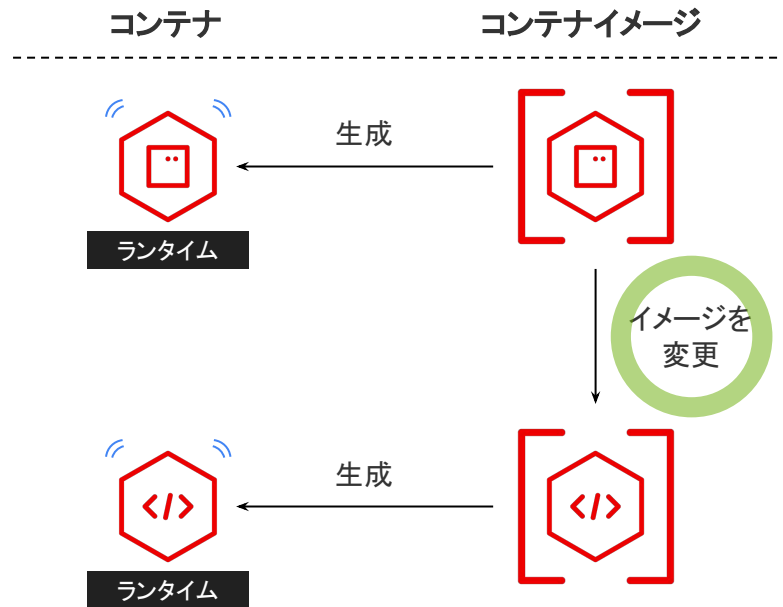 コンテナ
コンテナイメージ
生成
ランタイム
イメージを
変更
生成
</>
</>
ランタイム